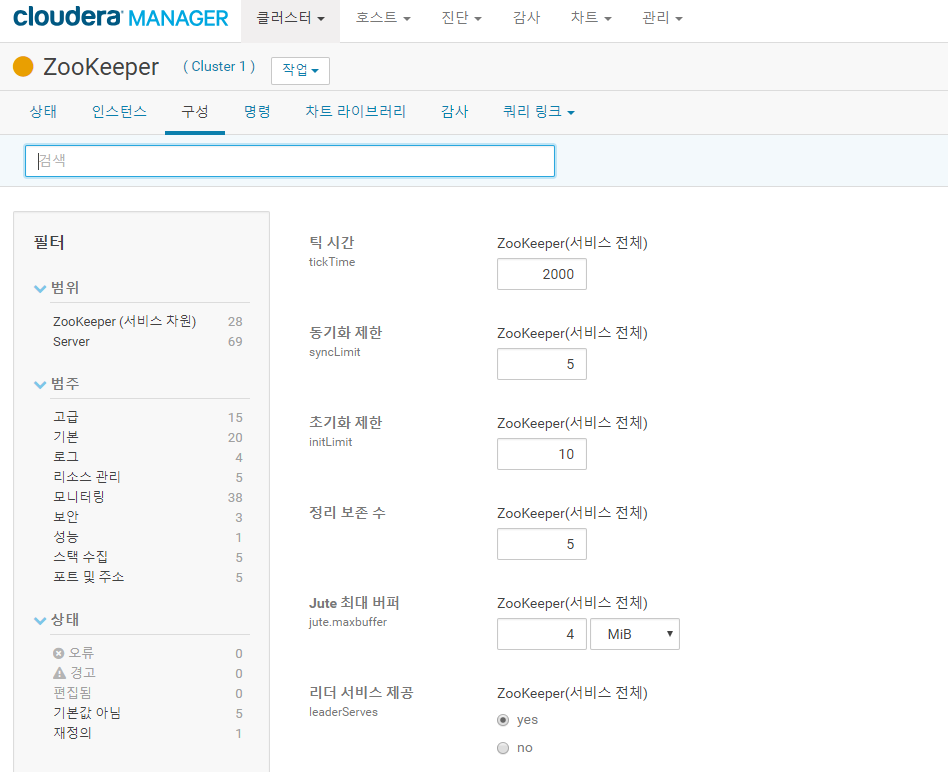 cloudera MANAGER 클러스터 호스트 진단 감사 차트 관리
ZooKeeper ( Cluster 1 ) 작업
상태 인스턴스 구성 명령 차트 라이브러리 감사 쿼리 링크
검색
필터
범위
ZooKeeper (서비스 차원) 28
Server 69
범주
고급 15
기본 20
로그 4
리소스 관리 5
모니터링 38
보안 3
성능 1
스택 수집 5
포트 및 주소 5
상태
오류 0
경고 0
편집됨 0
기본값 아님 5
재정의 1
틱 시간 ZooKeeper(서비스 전체)
tickTime 2000
동기화 제한 ZooKeeper(서비스 전체)
syncLimit 5
초기화 제한 ZooKeeper(서비스 전체)
initLimit 10
정리 보존 수 ZooKeeper(서비스 전체)
5
Jute 최대 버퍼 ZooKeeper(서비스 전체)
jute.maxbuffer 4 MiB
리더 서비스 제공 ZooKeeper(서비스 전체)
leaderServes yes
no